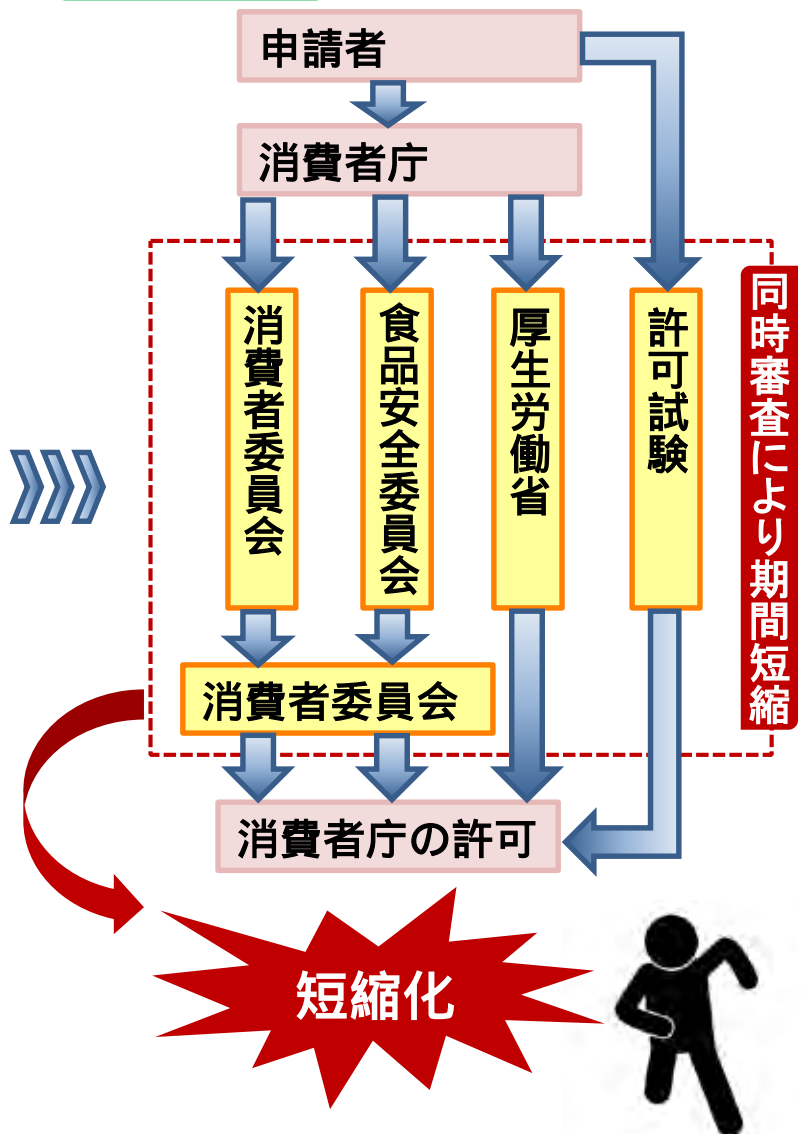 申請者
消費者庁
消費者委員会
食品安全委員会
厚生労働省
許可試験
同時審査により期間短縮
消費者委員会
消費者庁の許可
短縮化